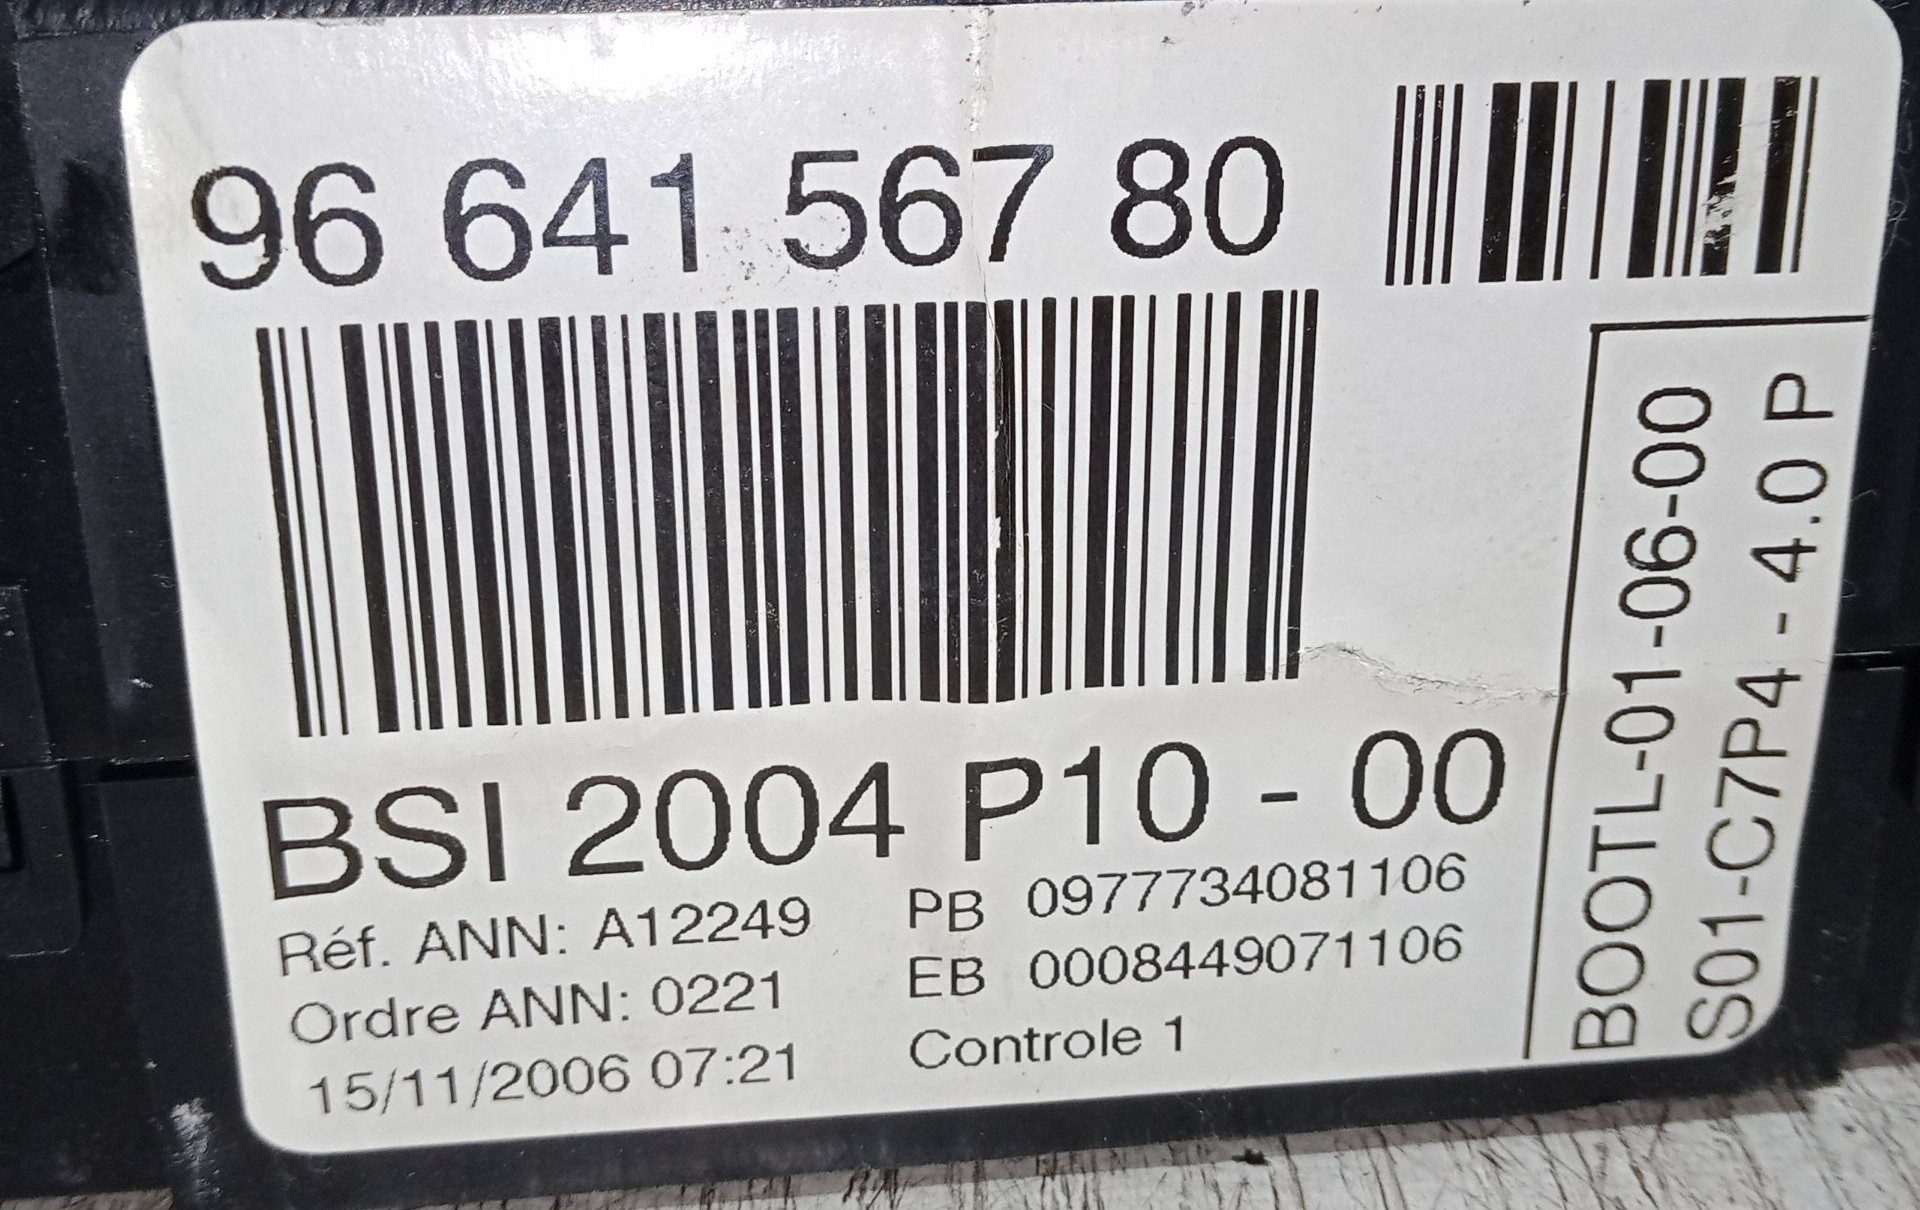 96 641 567 80
BSI 2004 P10 - 00
Réf. ANN: A12249
Ordre ANN: 0221
15/11/2006 07:21
PB 0977734081106
EB 0008449071106
Controle 1
BOOTL-01-06-00
S01-C7P4 - 4.0 P